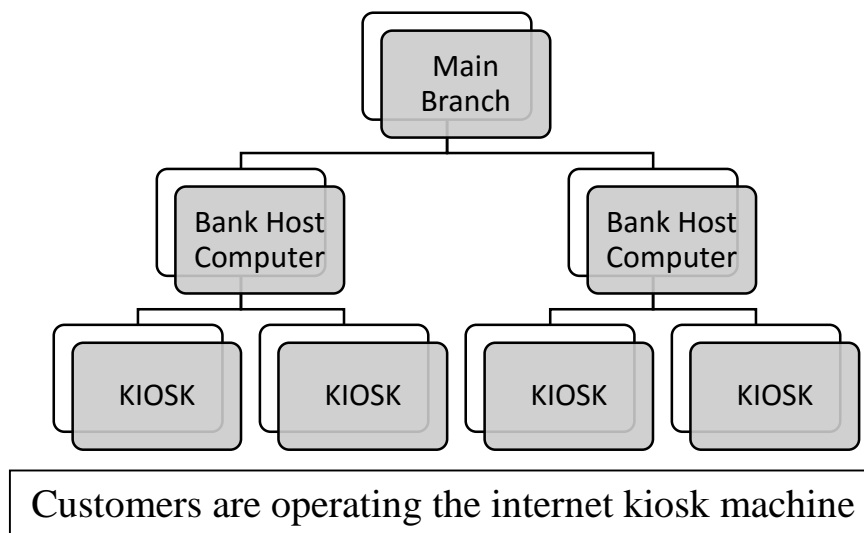 Main
Branch
Bank Host
Computer
Bank Host
Computer
KIOSK
KIOSK
KIOSK
KIOSK
Customers are operating the internet kiosk machine